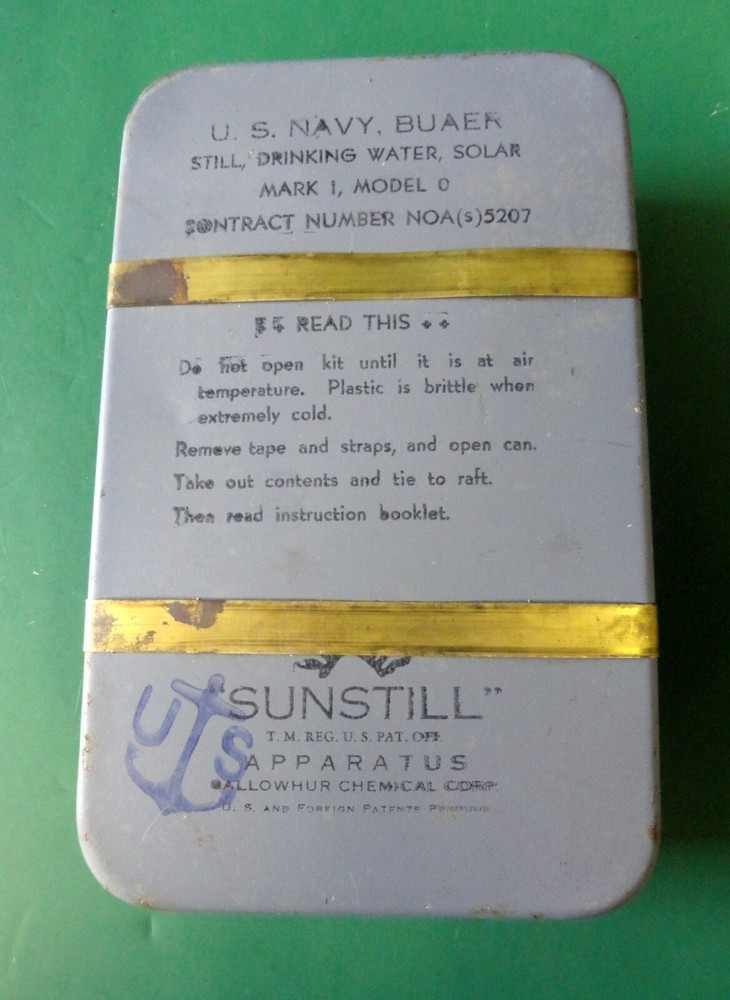 U. S. NAVY, BUAER
STILL, DRINKING WATER, SOLAR
MARK I, MODEL 0
CONTRACT NUMBER NOA(s)5207
READ THIS
Do not open kit until it is at air
temperature. Plastic is brittle when
extremely cold.
Remove tape and straps, and open can.
Take out contents and tie to raft.
Then read instruction booklet.
"SUNSTILL"
T. M. REG. U. S. PAT. OFF.
APPARATUS
GALLOWHUR CHEMICAL CORP.
U. S. AND FOREIGN PATENTS PENDING
US